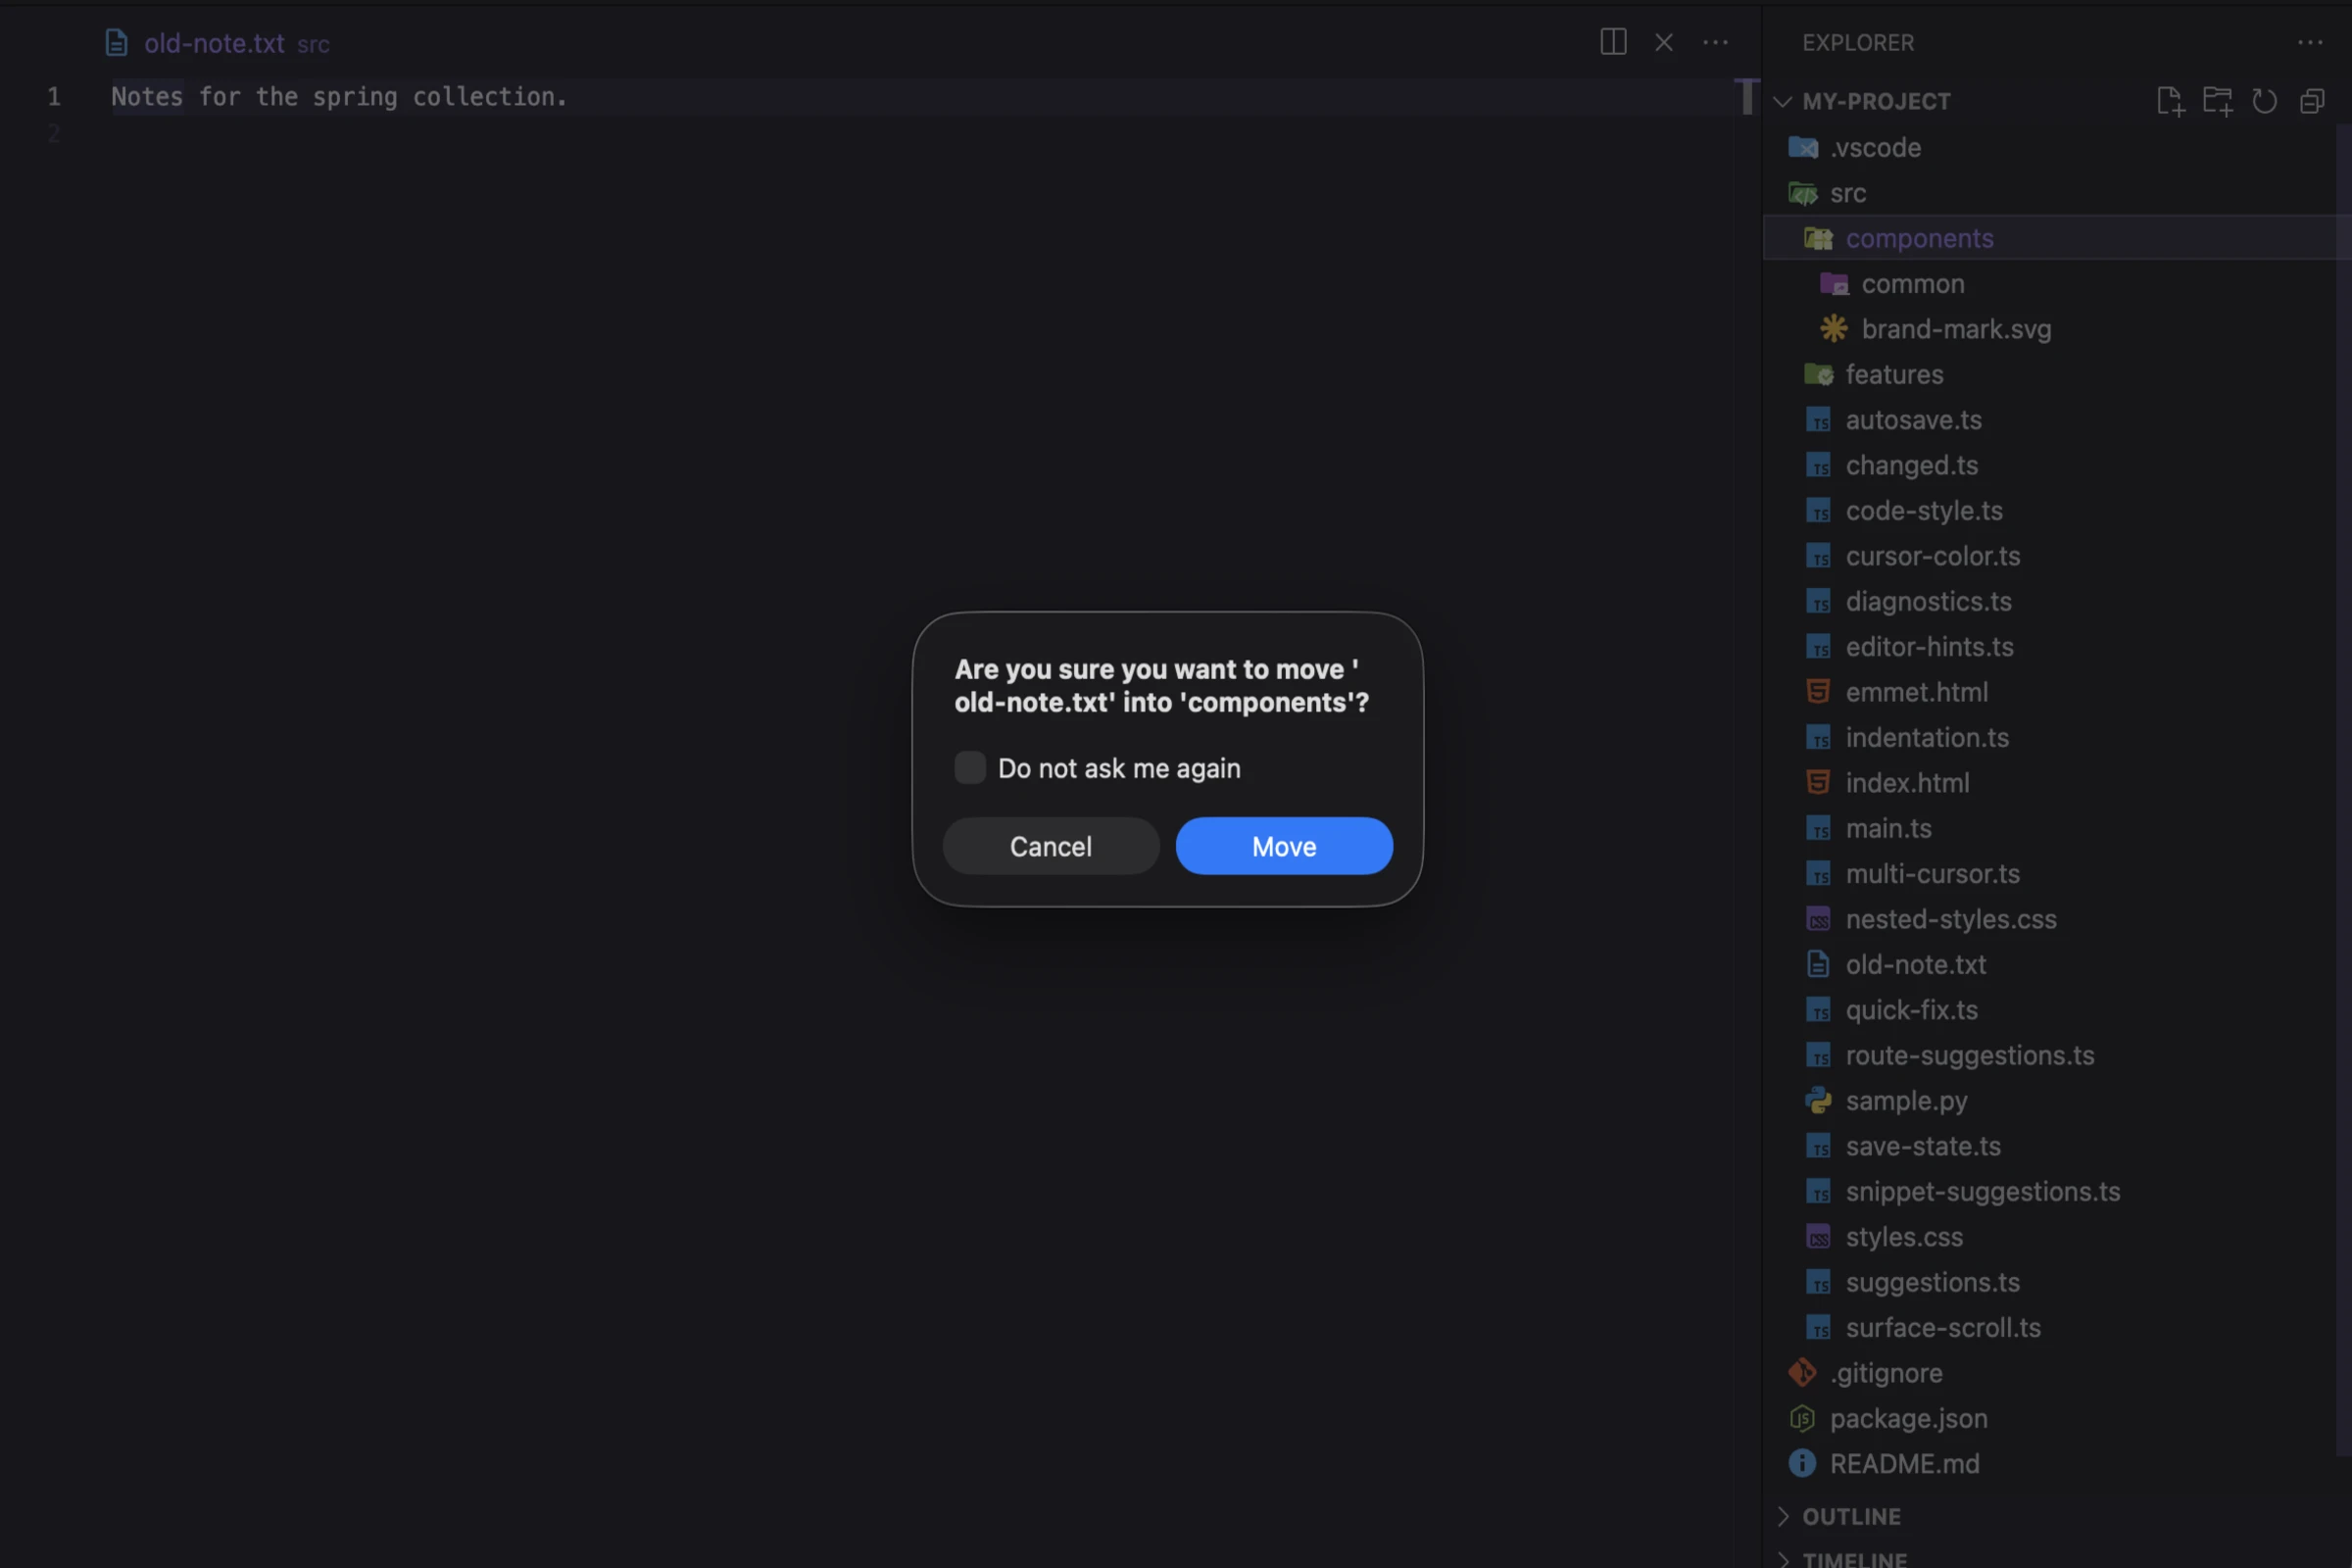 old-note.txt src
1 Notes for the spring collection.
2
Are you sure you want to move '
old-note.txt' into 'components'?
Do not ask me again
Cancel
Move
EXPLORER
MY-PROJECT
.vscode
src
components
common
brand-mark.svg
features
autosave.ts
changed.ts
code-style.ts
cursor-color.ts
diagnostics.ts
editor-hints.ts
emmet.html
indentation.ts
index.html
main.ts
multi-cursor.ts
nested-styles.css
old-note.txt
quick-fix.ts
route-suggestions.ts
sample.py
save-state.ts
snippet-suggestions.ts
styles.css
suggestions.ts
surface-scroll.ts
.gitignore
package.json
README.md
OUTLINE
TIMELINE